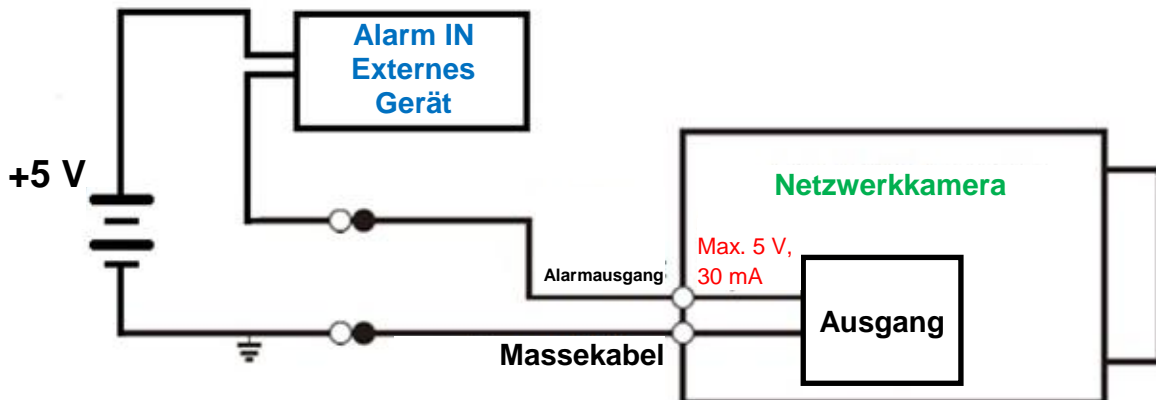 Alarm IN
Externes
Gerät
+5 V
Netzwerkkamera
Max. 5 V,
30 mA
Alarmausgang
Ausgang
Massekabel